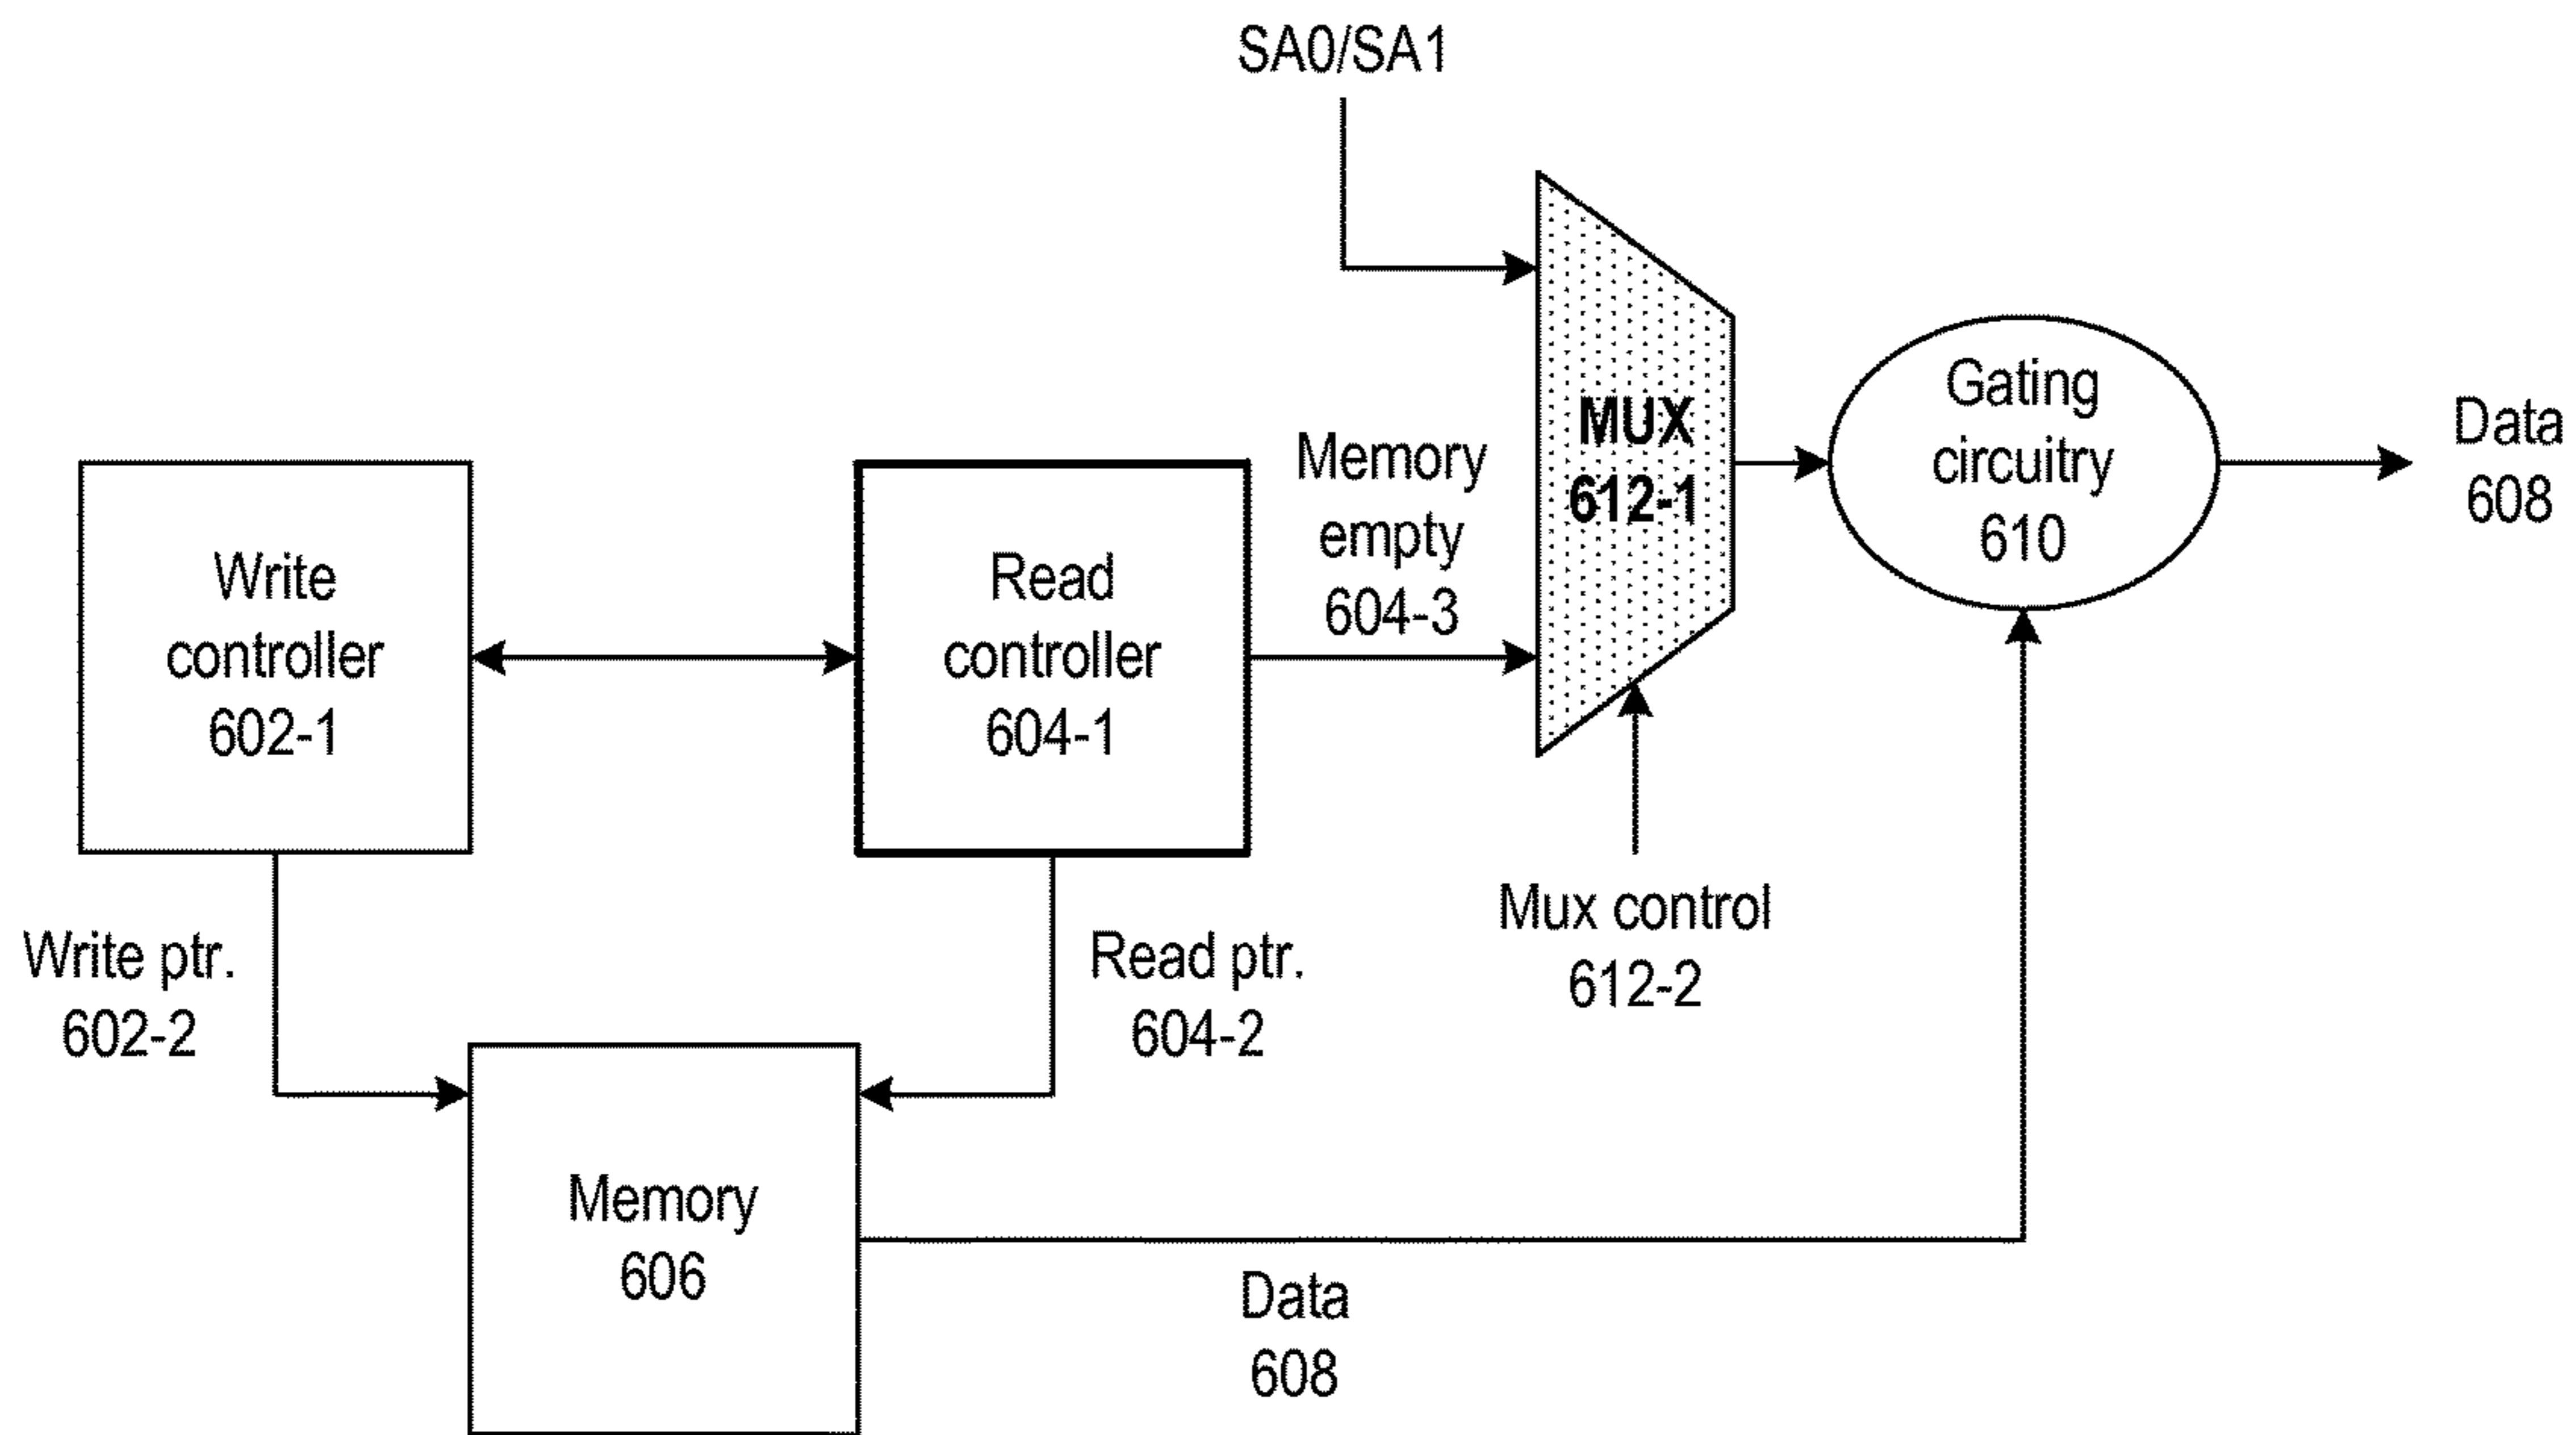 SA0/SA1
MUX
612-1
Gating
circuitry
610
Data
608
Memory
empty
604-3
Write
controller
602-1
Read
controller
604-1
Mux control
612-2
Write ptr.
602-2
Read ptr.
604-2
Memory
606
Data
608